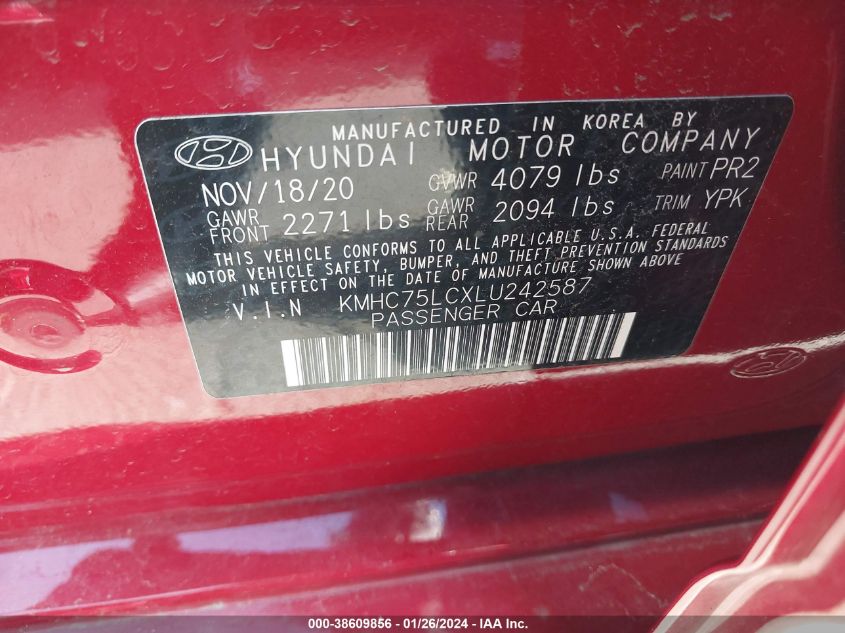 MANUFACTURED IN KOREA BY
HYUNDAI MOTOR COMPANY
NOV/18/20 GVWR 4079 lbs PAINT PR2
GAWR FRONT 2271 lbs GAWR REAR 2094 lbs TRIM YPK
THIS VEHICLE CONFORMS TO ALL APPLICABLE U.S.A. FEDERAL
MOTOR VEHICLE SAFETY, BUMPER, AND THEFT PREVENTION STANDARDS
IN EFFECT ON THE DATE OF MANUFACTURE SHOWN ABOVE
V.I.N KMHC75LCXLU242587
PASSENGER CAR
000-38609856 - 01/26/2024 - IAA Inc.